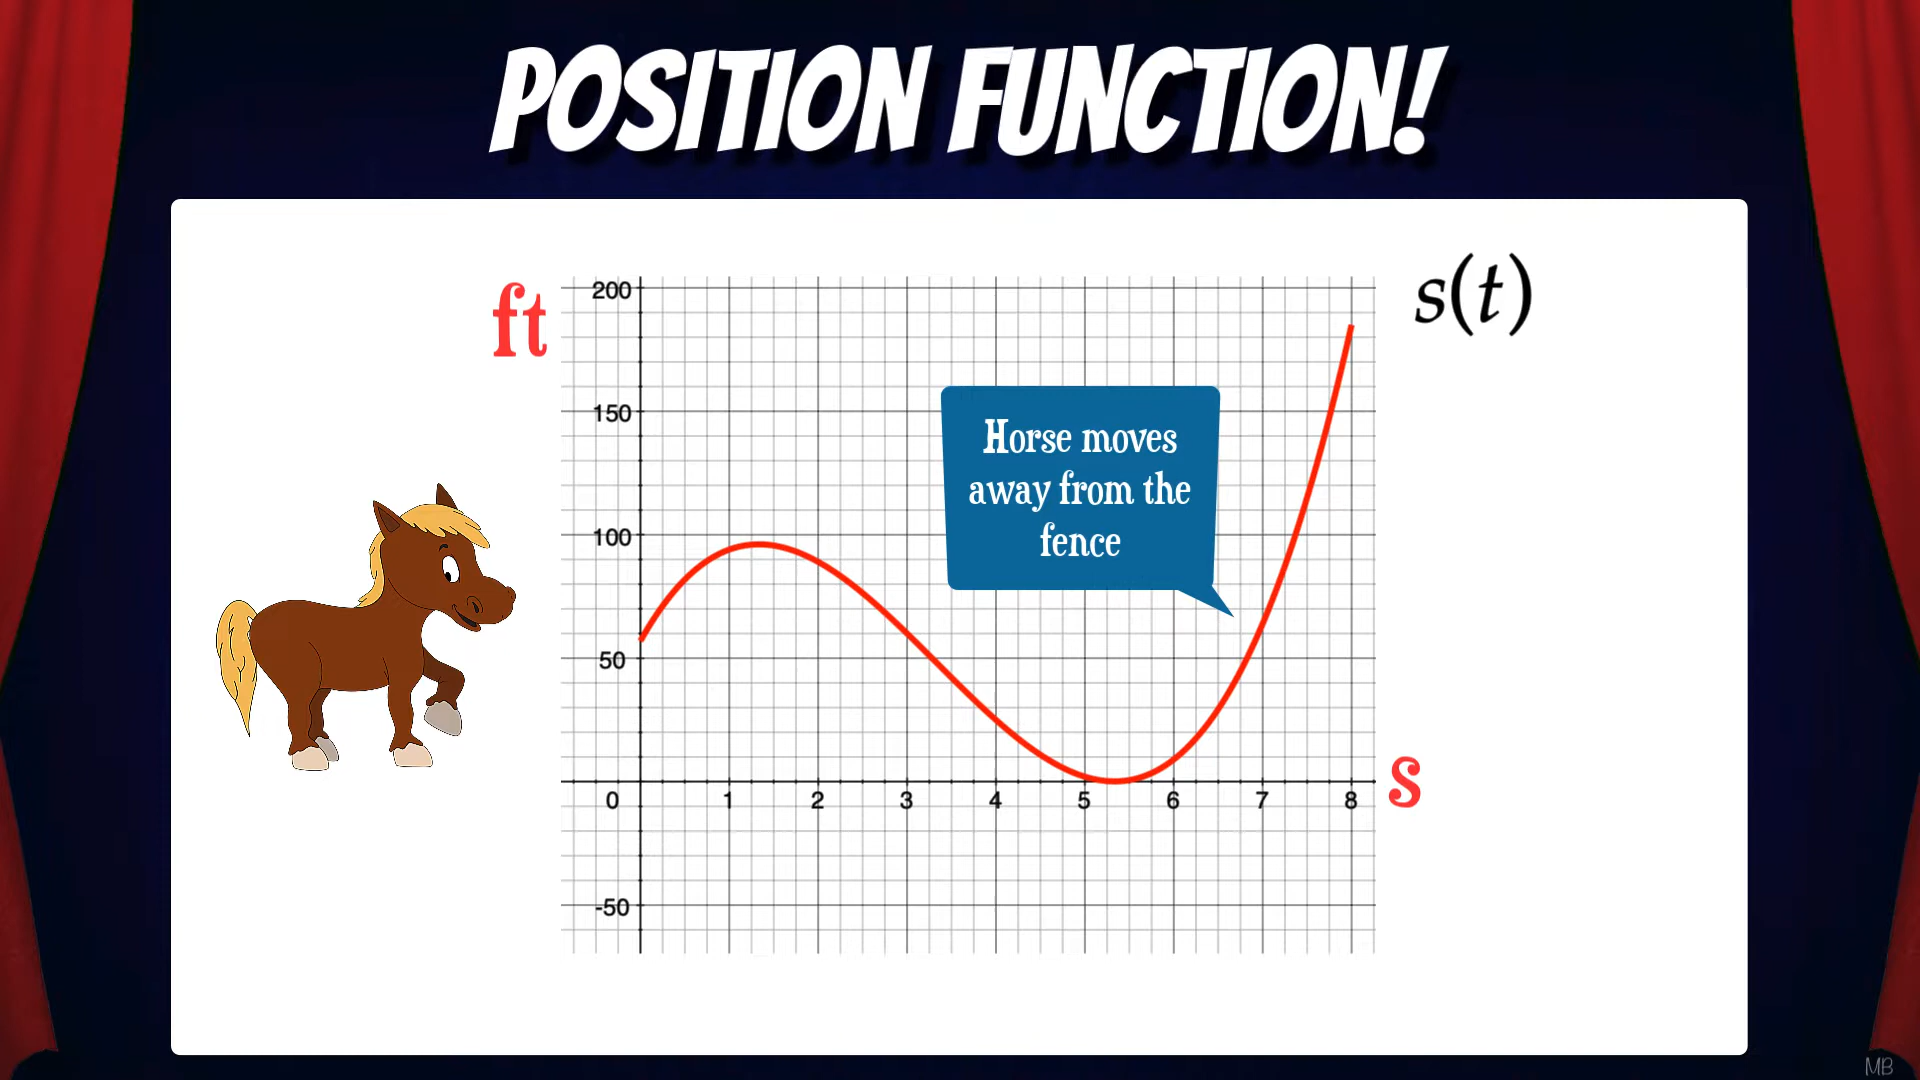 POSITION FUNCTION!
ft
s(t)
200
150
Horse moves
away from the
fence
100
50
s
0 1 2 3 4 5 6 7 8
-50
MB